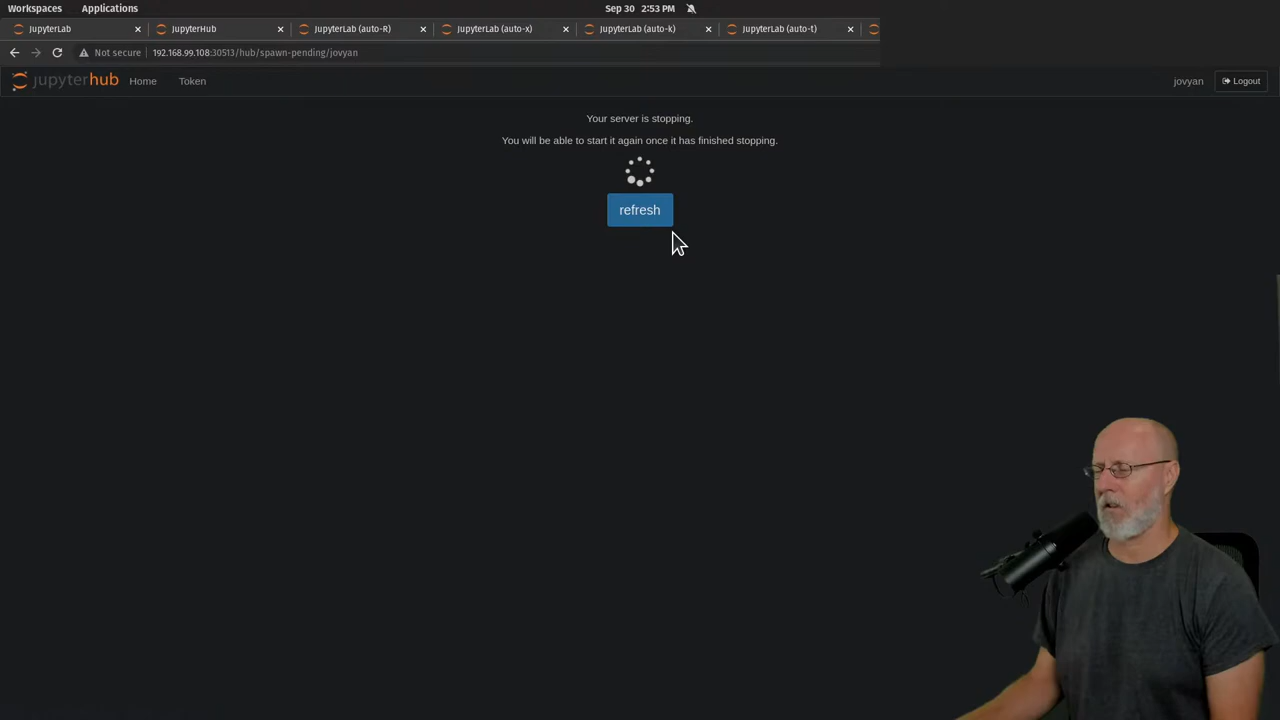 Workspaces Applications Sep 30 2:53 PM
JupyterLab JupyterHub JupyterLab (auto-R) JupyterLab (auto-x) JupyterLab (auto-k) JupyterLab (auto-t)
Not secure 192.168.99.108:30513/hub/spawn-pending/jovyan
jupyterhub Home Token jovyan Logout
Your server is stopping.
You will be able to start it again once it has finished stopping.
refresh